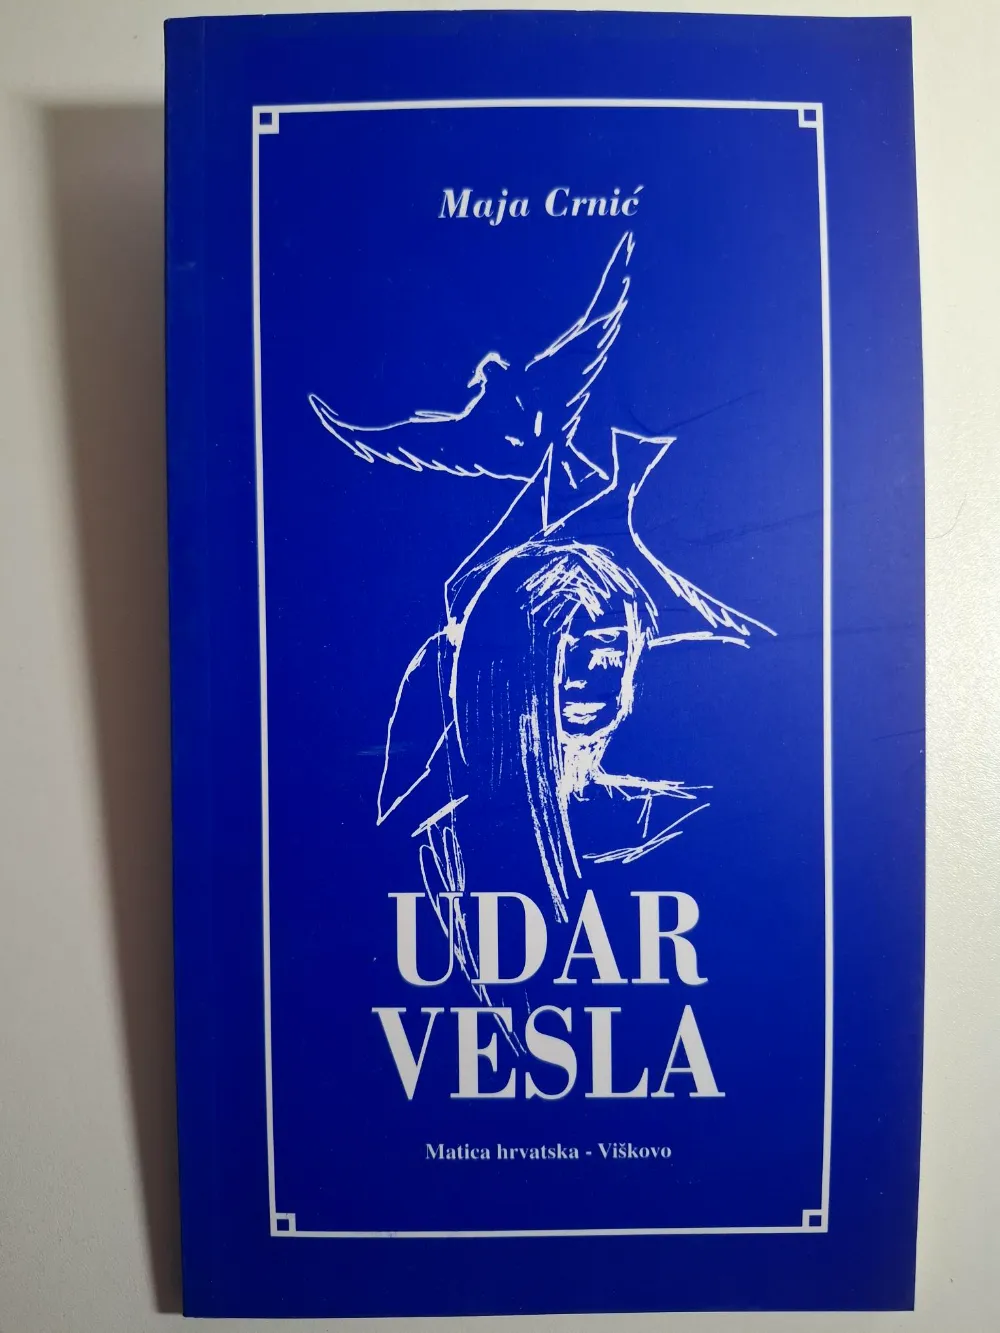 Maja Crnić
UDAR
VESLA
Matica hrvatska - Viškovo